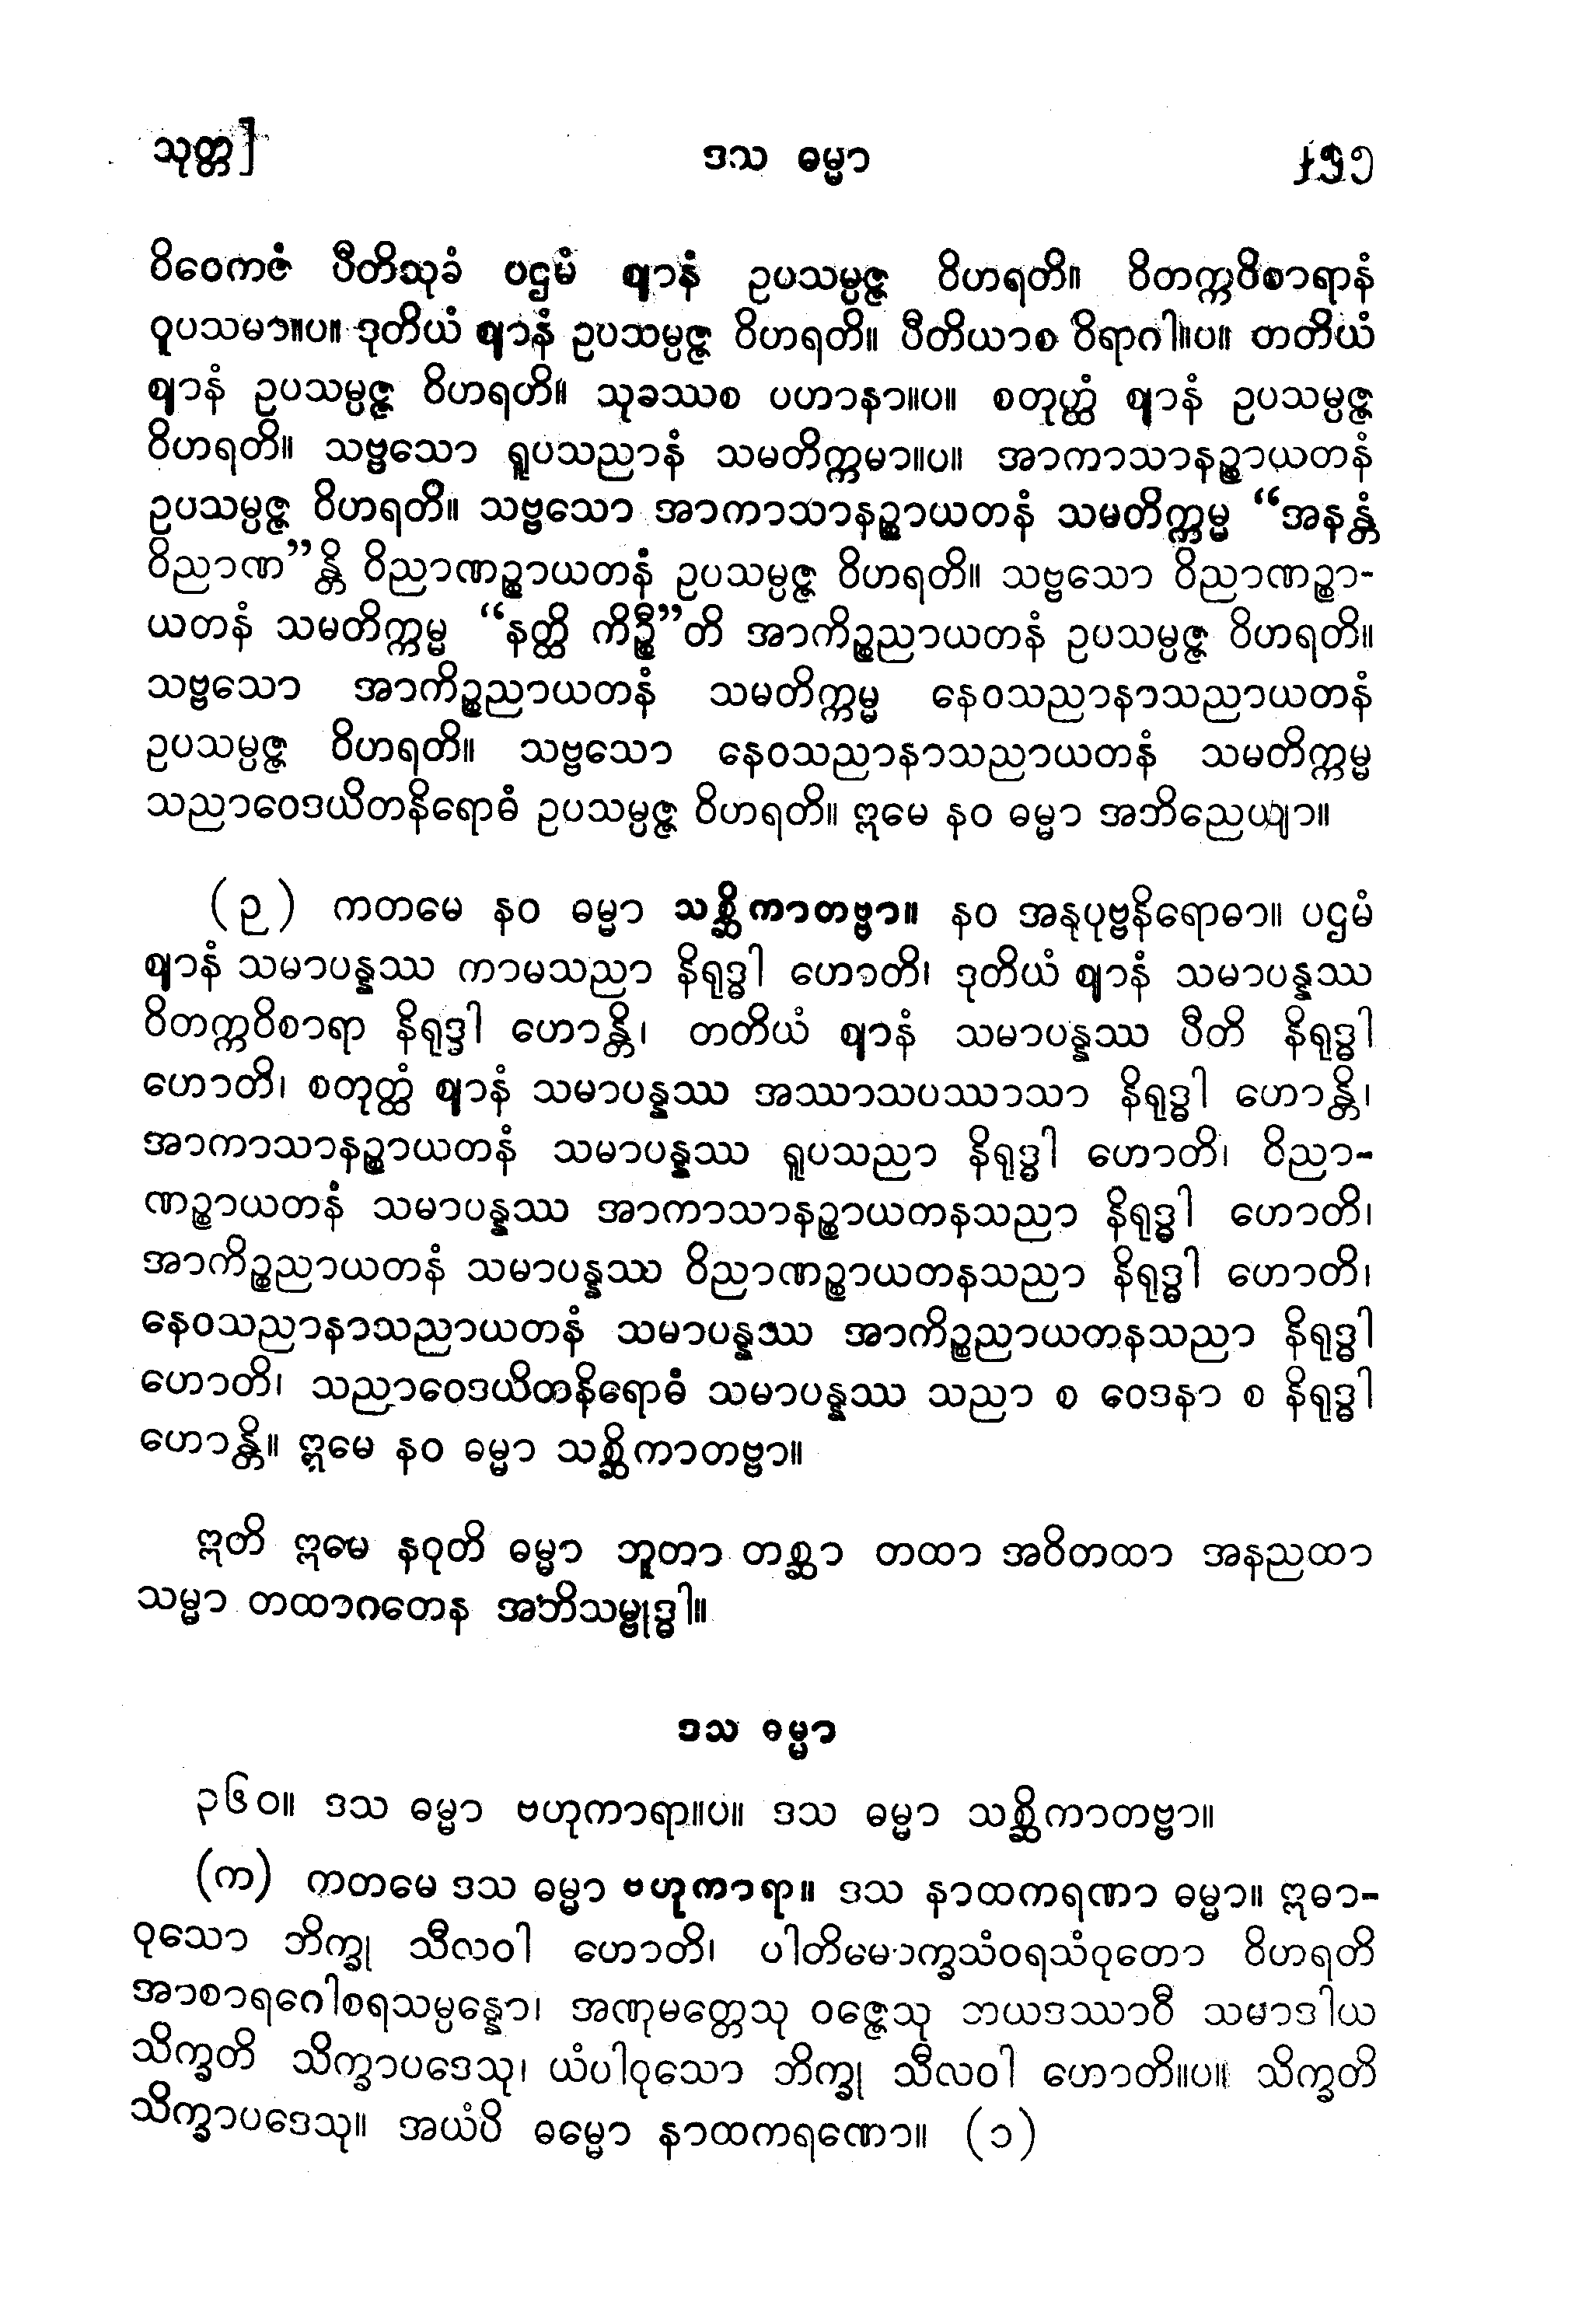 သုတ္တ]	ဒသ ဓမ္မာ
ဝိဝေကဇံ ပီတိသုခံ ပဌမံ ဈာနံ ဥပသမ္ပဇ္ဇ ဝိဟရတိ။ ဝိတက္ကဝိစာရာနံ
ဝူပသမာ။ပ။ ဒုတိယံ ဈာနံ ဥပသမ္ပဇ္ဇ ဝိဟရတိ။ ပီတိယာစ ဝိရာဂါ။ပ။ တတိယံ
ဈာနံ ဥပသမ္ပဇ္ဇ ဝိဟရတိ။ သုခဿစ ပဟာနာ။ပ။ စတုတ္ထံ ဈာနံ ဥပသမ္ပဇ္ဇ
ဝိဟရတိ။ သဗ္ဗသော ရူပသညာနံ သမတိက္ကမာ။ပ။ အာကာသာနဉ္စာယတနံ
ဥပသမ္ပဇ္ဇ ဝိဟရတိ။ သဗ္ဗသော အာကာသာနဉ္စာယတနံ သမတိက္ကမ္မ “အနန္တံ
ဝိညာဏ”န္တိ ဝိညာဏဉ္စာယတနံ ဥပသမ္ပဇ္ဇ ဝိဟရတိ။ သဗ္ဗသော ဝိညာဏဉ္စာ-
ယတနံ သမတိက္ကမ္မ “နတ္ထိ ကိဉ္စီ”တိ အာကိဉ္စညာယတနံ ဥပသမ္ပဇ္ဇ ဝိဟရတိ။
သဗ္ဗသော အာကိဉ္စညာယတနံ သမတိက္ကမ္မ နေဝသညာနာသညာယတနံ
ဥပသမ္ပဇ္ဇ ဝိဟရတိ။ သဗ္ဗသော နေဝသညာနာသညာယတနံ သမတိက္ကမ္မ
သညာဝေဒယိတနိရောဓံ ဥပသမ္ပဇ္ဇ ဝိဟရတိ။ ဣမေ နဝ ဓမ္မာ အဘိညေယျာ။
(ဉ) ကတမေ နဝ ဓမ္မာ သစ္ဆိကာတဗ္ဗာ။ နဝ အနုပုဗ္ဗနိရောဓာ။ ပဌမံ
ဈာနံ သမာပန္နဿ ကာမသညာ နိရုဒ္ဓါ ဟောတိ၊ ဒုတိယံ ဈာနံ သမာပန္နဿ
ဝိတက္ကဝိစာရာ နိရုဒ္ဓါ ဟောန္တိ၊ တတိယံ ဈာနံ သမာပန္နဿ ပီတိ နိရုဒ္ဓါ
ဟောတိ၊ စတုတ္ထံ ဈာနံ သမာပန္နဿ အဿာသပဿာသာ နိရုဒ္ဓါ ဟောန္တိ၊
အာကာသာနဉ္စာယတနံ သမာပန္နဿ ရူပသညာ နိရုဒ္ဓါ ဟောတိ၊ ဝိညာ-
ဏဉ္စာယတနံ သမာပန္နဿ အာကာသာနဉ္စာယတနသညာ နိရုဒ္ဓါ ဟောတိ၊
အာကိဉ္စညာယတနံ သမာပန္နဿ ဝိညာဏဉ္စာယတနသညာ နိရုဒ္ဓါ ဟောတိ၊
နေဝသညာနာသညာယတနံ သမာပန္နဿ အာကိဉ္စညာယတနသညာ နိရုဒ္ဓါ
ဟောတိ၊ သညာဝေဒယိတနိရောဓံ သမာပန္နဿ သညာ စ ဝေဒနာ စ နိရုဒ္ဓါ
ဟောန္တိ။ ဣမေ နဝ ဓမ္မာ သစ္ဆိကာတဗ္ဗာ။
ဣတိ ဣမေ နဝုတိ ဓမ္မာ ဘူတာ တစ္ဆာ တထာ အဝိတထာ အနညထာ
သမ္မာ တထာဂတေန အဘိသမ္ဗုဒ္ဓါ။
ဒသ ဓမ္မာ
၃၆၀။ ဒသ ဓမ္မာ ဗဟုကာရာ။ပ။ ဒသ ဓမ္မာ သစ္ဆိကာတဗ္ဗာ။
(က) ကတမေ ဒသ ဓမ္မာ ဗဟုကာရာ။ ဒသ နာထကရဏာ ဓမ္မာ။ ဣဓာ-
ဝုသော ဘိက္ခု သီလဝါ ဟောတိ၊ ပါတိမောက္ခသံဝရသံဝုတော ဝိဟရတိ
အာစာရဂေါစရသမ္ပန္နော၊ အဏုမတ္တေသု ဝဇ္ဇေသု ဘယဒဿာဝီ သမာဒါယ
သိက္ခတိ သိက္ခာပဒေသု၊ ယံပါဝုသော ဘိက္ခု သီလဝါ ဟောတိ။ပ။ သိက္ခတိ
သိက္ခာပဒေသု။ အယံပိ ဓမ္မော နာထကရဏော။ (၁)